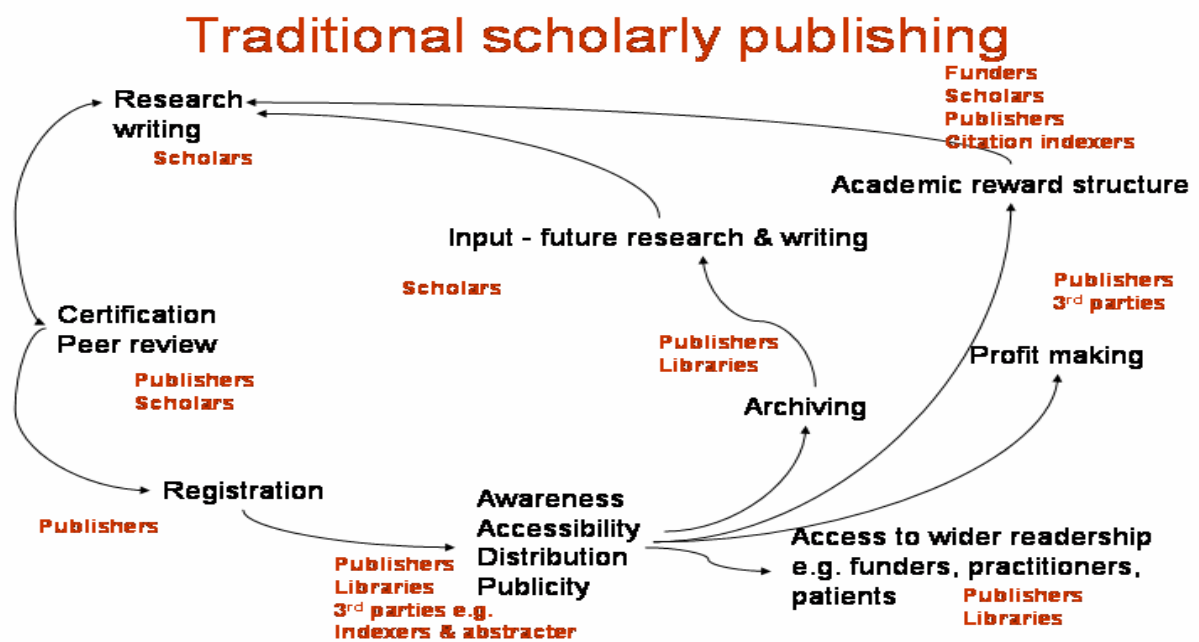 Traditional scholarly publishing
Funders
Scholars
Publishers
Citation indexers
Research
writing
Scholars
Academic reward structure
Input - future research & writing
Scholars
Publishers
3rd parties
Certification
Peer review
Publishers
Scholars
Publishers
Libraries
Profit making
Archiving
Registration
Publishers
Awareness
Accessibility
Distribution
Publicity
Publishers
Libraries
3rd parties e.g.
Indexers & abstracter
Access to wider readership
e.g. funders, practitioners,
patients
Publishers
Libraries